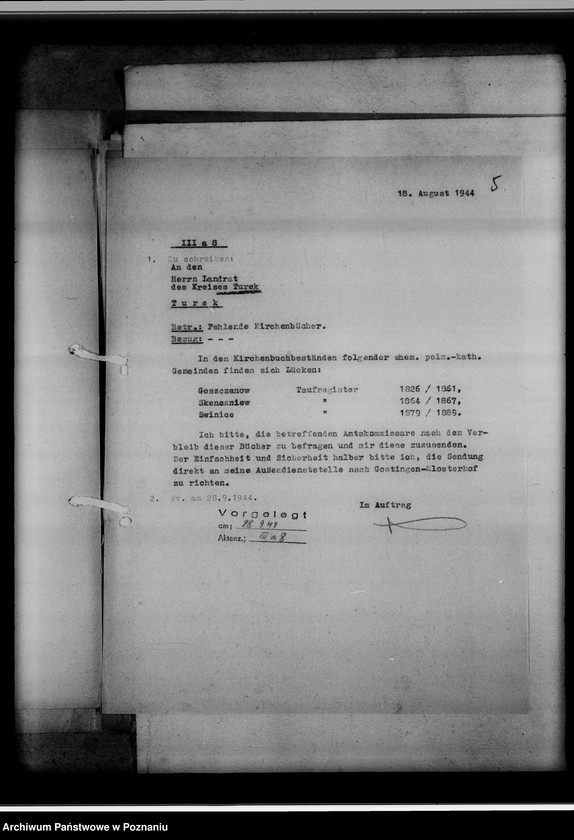 5.
18. August 1944
III a 8
1. Zu schreiben:
An den
Herrn Landrat
des Kreises Turek
Turek
Betr.: Fehlende Kirchenbücher.
Bezug: - - -
In den Kirchenbuchbeständen folgender ehem. poln.-kath.
Gemeinden finden sich Lücken:
Goszczanow Taufregister 1826 / 1861,
Skenczniew " 1864 / 1867,
Swinice " 1879 / 1889.
Ich bitte, die betreffenden Amtskommissare nach dem Ver-
bleib dieser Bücher zu befragen und mir diese zuzusenden.
Der Einfachheit und Sicherheit halber bitte ich, die Sendung
direkt an meine Außendienststelle nach Gostingen-Klosterhof
zu richten.
2. Wv. am 28.9.1944.
Im Auftrag
Vorgelegt
am: 28.9.44
Aktenz.: III a 8
Archiwum Państwowe w Poznaniu